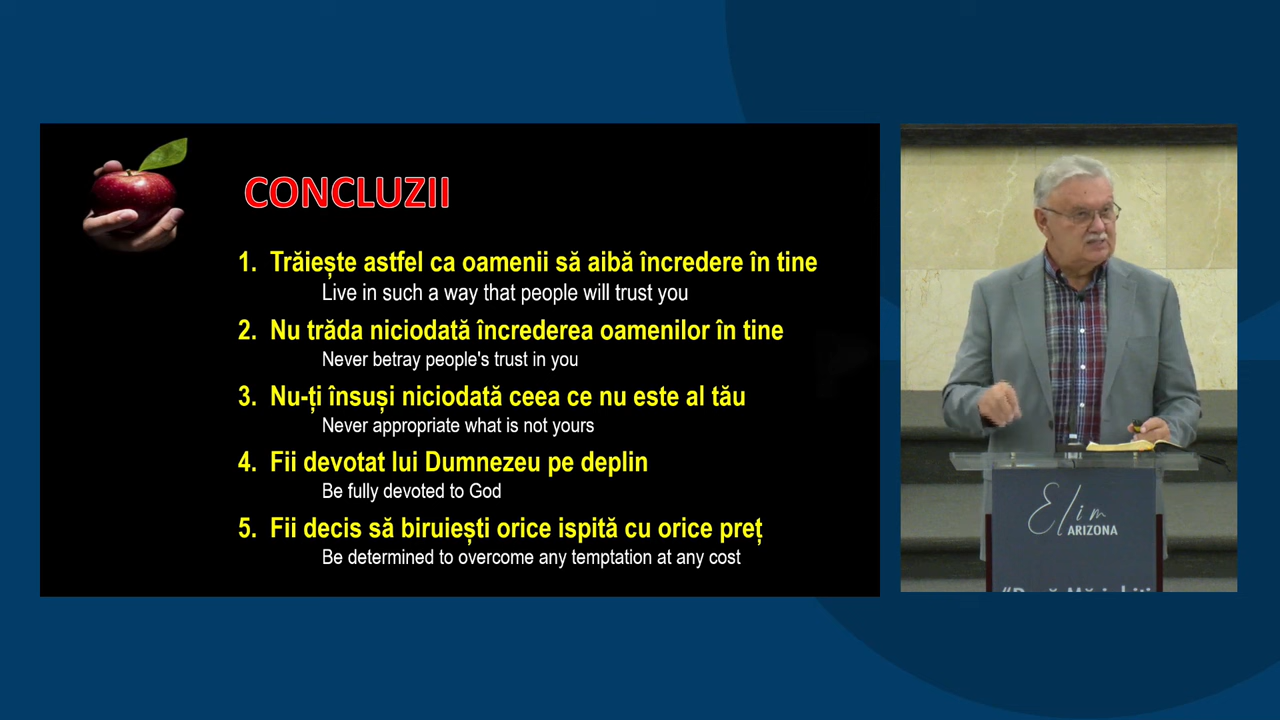 CONCLUZII
1. Trăiește astfel ca oamenii să aibă încredere în tine
Live in such a way that people will trust you
2. Nu trăda niciodată încrederea oamenilor în tine
Never betray people's trust in you
3. Nu-ți însuși niciodată ceea ce nu este al tău
Never appropriate what is not yours
4. Fii devotat lui Dumnezeu pe deplin
Be fully devoted to God
5. Fii decis să biruiești orice ispită cu orice preț
Be determined to overcome any temptation at any cost
Elim
ARIZONA